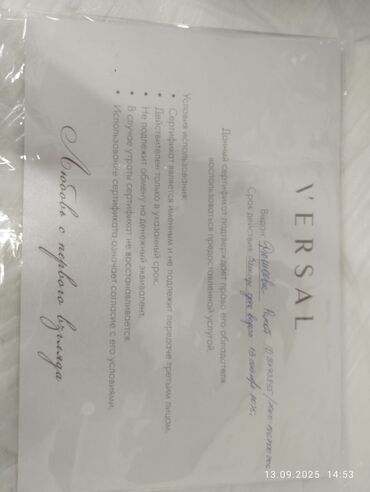 VERSAL
Выдан
Срок действия
Данный сертификат подтверждает право его обладателя
воспользоваться предоставленной услугой.
Условия использования:
• Сертификат является именным и не подлежит передаче третьим лицам.
• Действителен только в указанный срок.
• Не подлежит обмену на денежный эквивалент.
• В случае утраты сертификат не восстанавливается.
• Использование сертификата означает согласие с его условиями.
Любовь с первого взгляда
13.09.2025 14:53